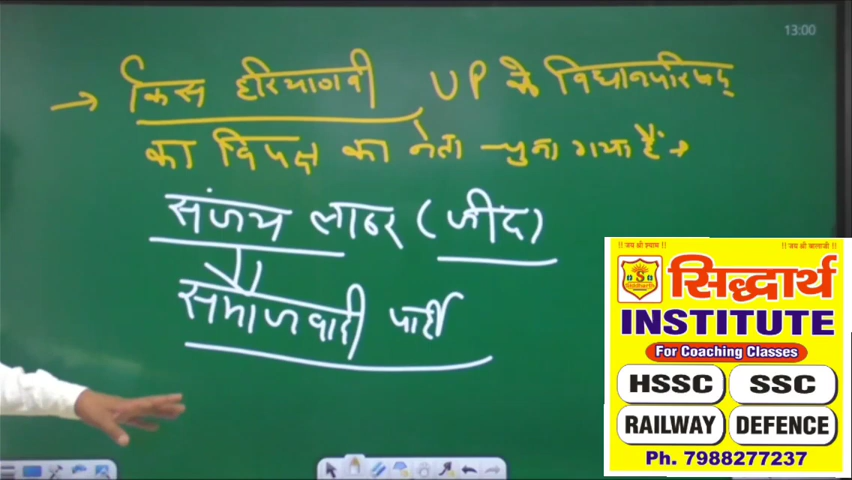 13:00
→ किस हरियाणवी UP के विधानपरिषद्
का विपक्ष का नेता चुना गया है →
संजय लाठर (जींद)
समाजवादी पार्टी
!! जय श्री श्याम !! !! जय श्री बालाजी !!
S
Siddharth
सिद्धार्थ
INSTITUTE
For Coaching Classes
HSSC SSC
RAILWAY DEFENCE
Ph. 7988277237